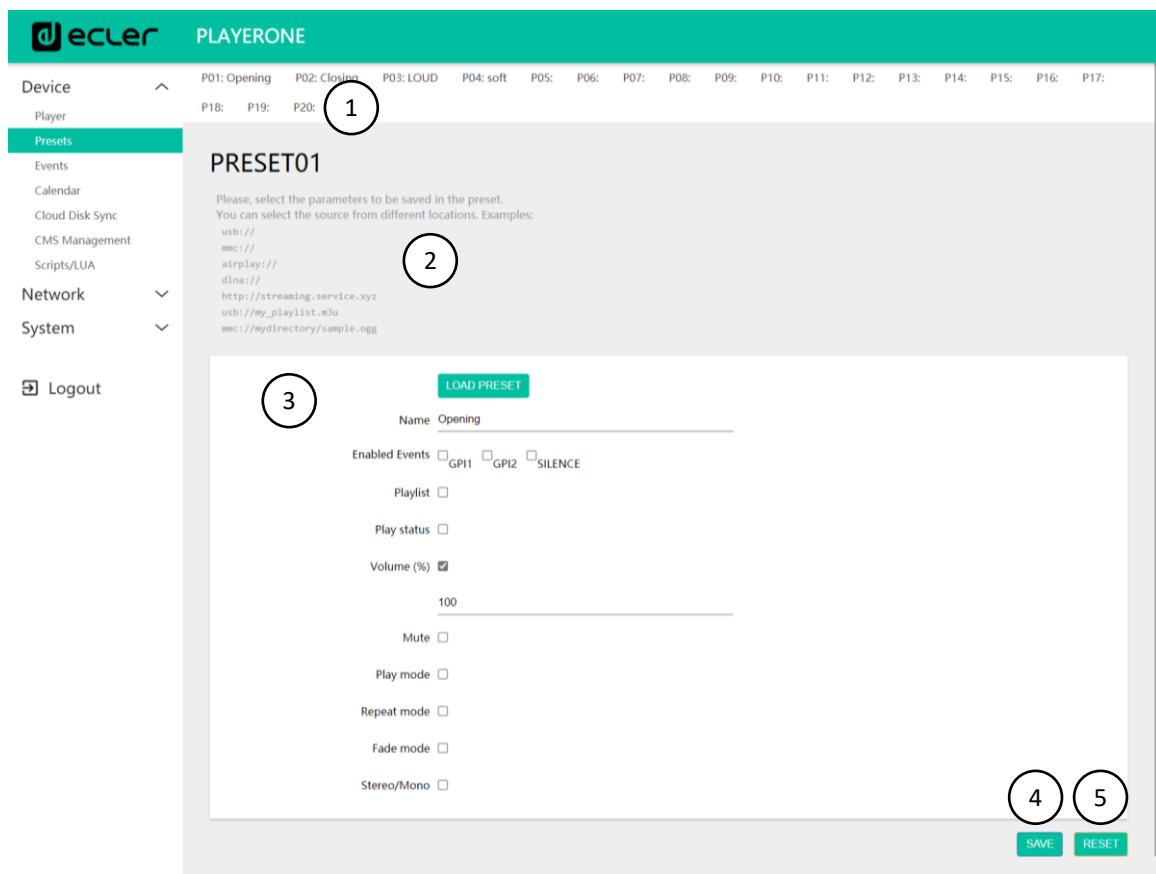 ecler PLAYERONE
P01: Opening P02: Closing P03: LOUD P04: soft P05: P06: P07: P08: P09: P10: P11: P12: P13: P14: P15: P16: P17:
P18: P19: P20: 1
Device
Player
Presets
Events
Calendar
Cloud Disk Sync
CMS Management
Scripts/LUA
Network
System
Logout
PRESET01
Please, select the parameters to be saved in the preset.
You can select the source from different locations. Examples:
usb://
mmc://
airplay://
dlna://
http://streaming.service.xyz
usb://my_playlist.m3u
mmc://mydirectory/sample.ogg
2
3
LOAD PRESET
Name Opening
Enabled Events GPI1 GPI2 SILENCE
Playlist
Play status
Volume (%)
100
Mute
Play mode
Repeat mode
Fade mode
Stereo/Mono
4 5
SAVE RESET